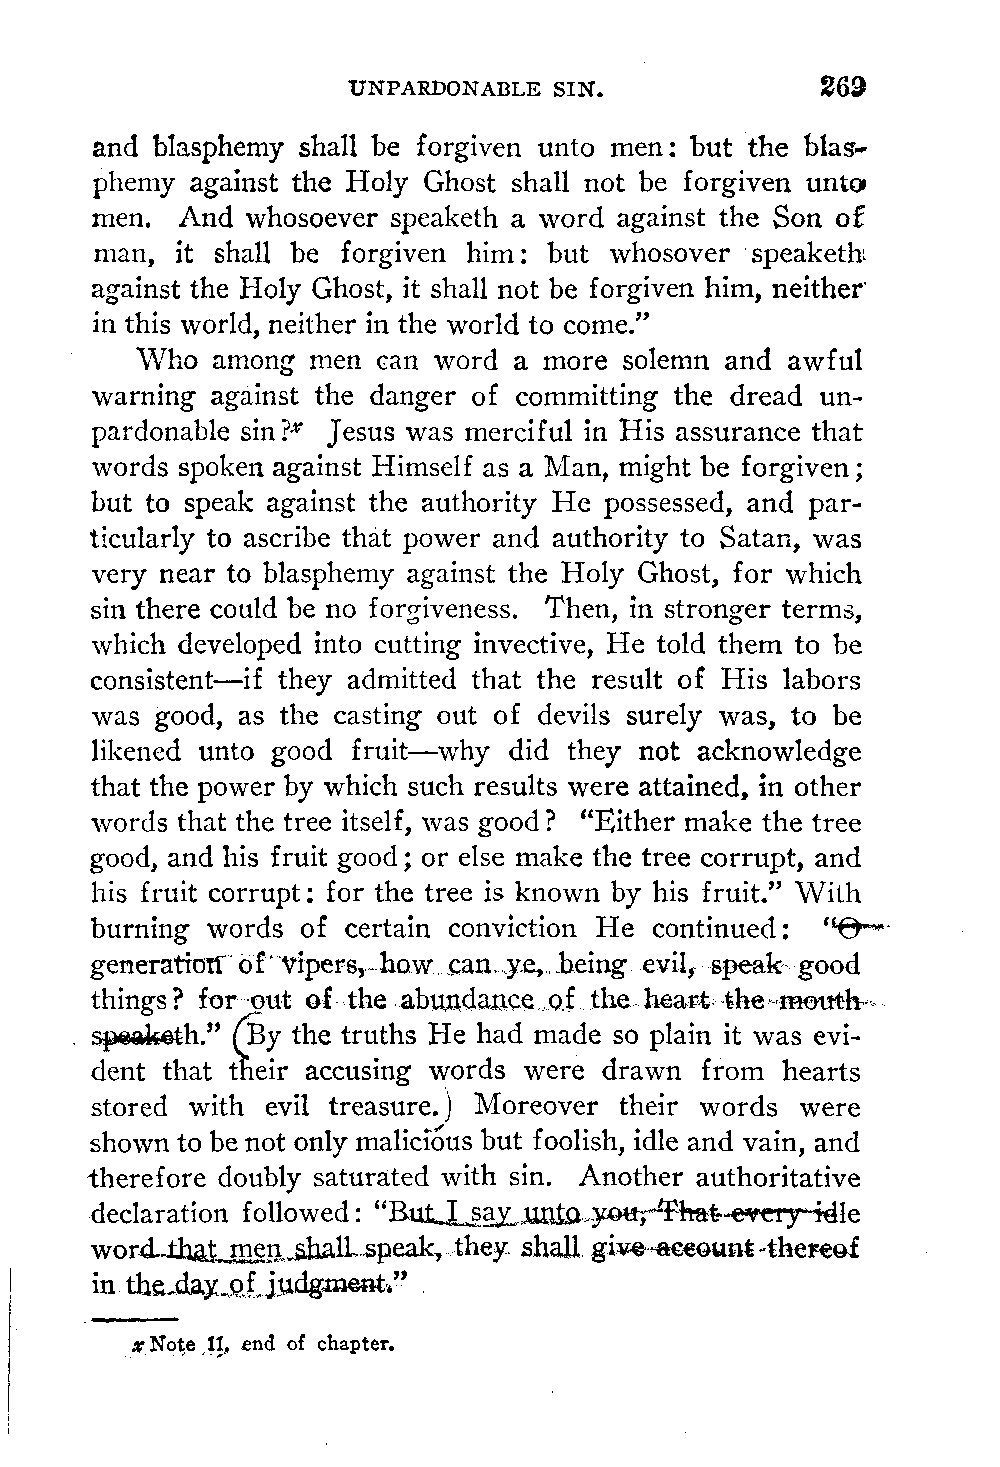 UNPARDONABLE SIN. 269
and blasphemy shall be forgiven unto men: but the blas-
phemy against the Holy Ghost shall not be forgiven unto
men. And whosoever speaketh a word against the Son of
man, it shall be forgiven him: but whosover speaketh
against the Holy Ghost, it shall not be forgiven him, neither
in this world, neither in the world to come.”
Who among men can word a more solemn and awful
warning against the danger of committing the dread un-
pardonable sin?x Jesus was merciful in His assurance that
words spoken against Himself as a Man, might be forgiven;
but to speak against the authority He possessed, and par-
ticularly to ascribe that power and authority to Satan, was
very near to blasphemy against the Holy Ghost, for which
sin there could be no forgiveness. Then, in stronger terms,
which developed into cutting invective, He told them to be
consistent—if they admitted that the result of His labors
was good, as the casting out of devils surely was, to be
likened unto good fruit—why did they not acknowledge
that the power by which such results were attained, in other
words that the tree itself, was good? “Either make the tree
good, and his fruit good; or else make the tree corrupt, and
his fruit corrupt: for the tree is known by his fruit.” With
burning words of certain conviction He continued: “O
generation of vipers, how can ye, being evil, speak good
things? for out of the abundance of the heart the mouth
speaketh.” (By the truths He had made so plain it was evi-
dent that their accusing words were drawn from hearts
stored with evil treasure.) Moreover their words were
shown to be not only malicious but foolish, idle and vain, and
therefore doubly saturated with sin. Another authoritative
declaration followed: “But I say unto you, That every idle
word that men shall speak, they shall give account thereof
in the day of judgment.”
x Note 11, end of chapter.